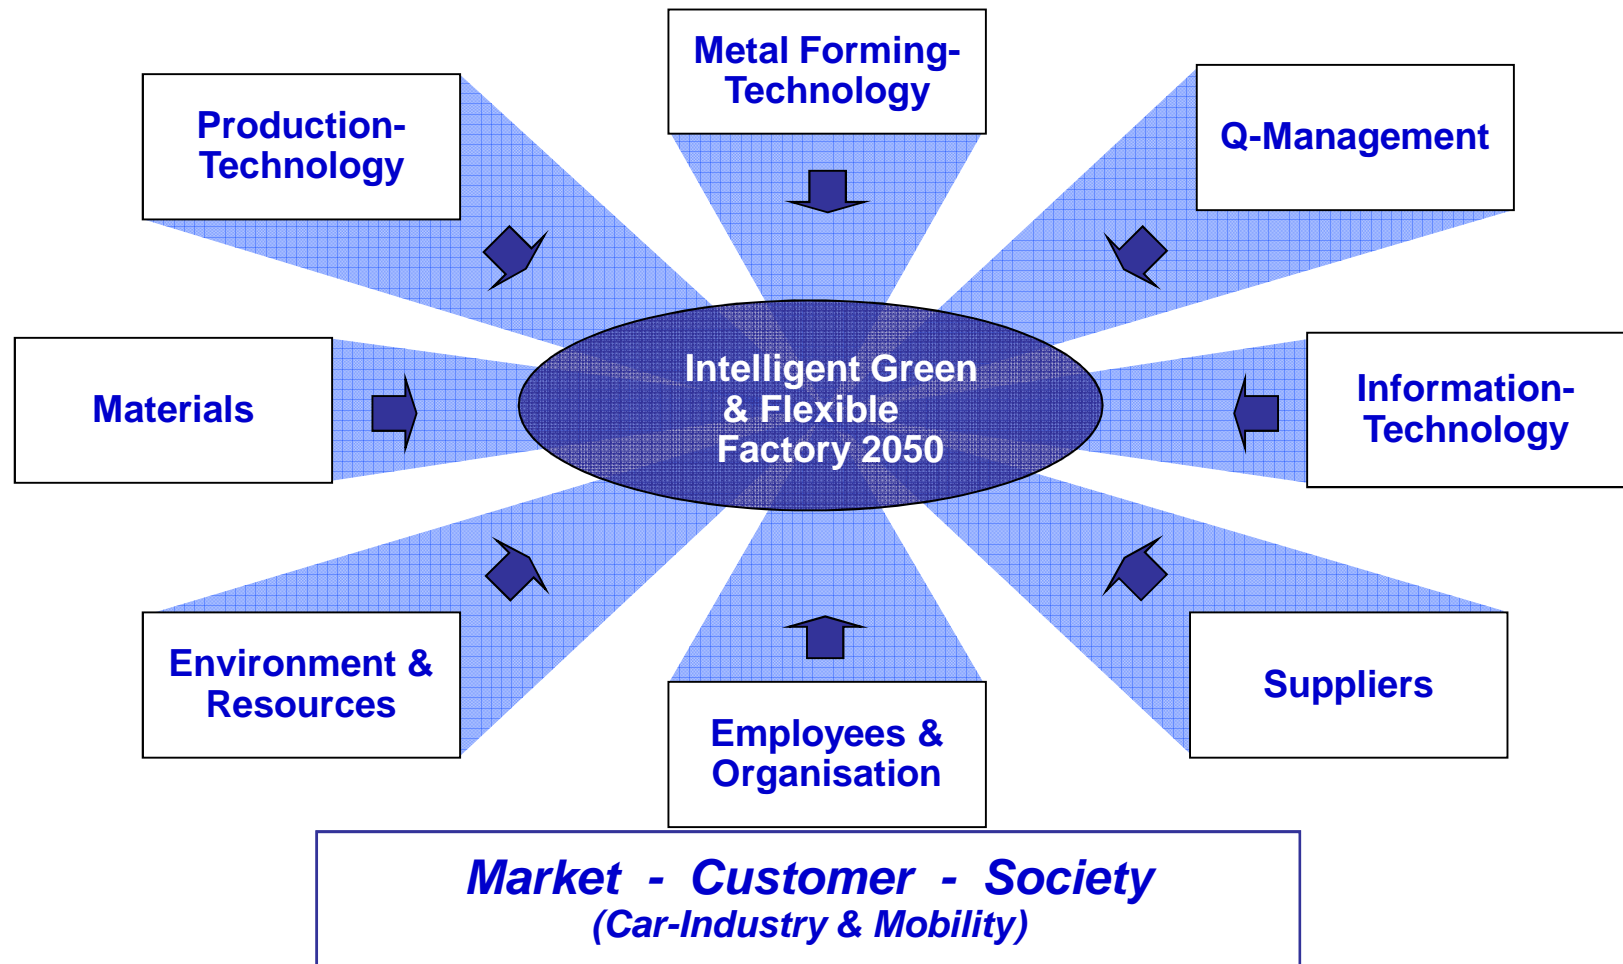 Metal Forming-
Technology
Production-
Technology
Q-Management
Intelligent Green
& Flexible
Factory 2050
Materials
Information-
Technology
Environment &
Resources
Suppliers
Employees &
Organisation
Market - Customer - Society
(Car-Industry & Mobility)